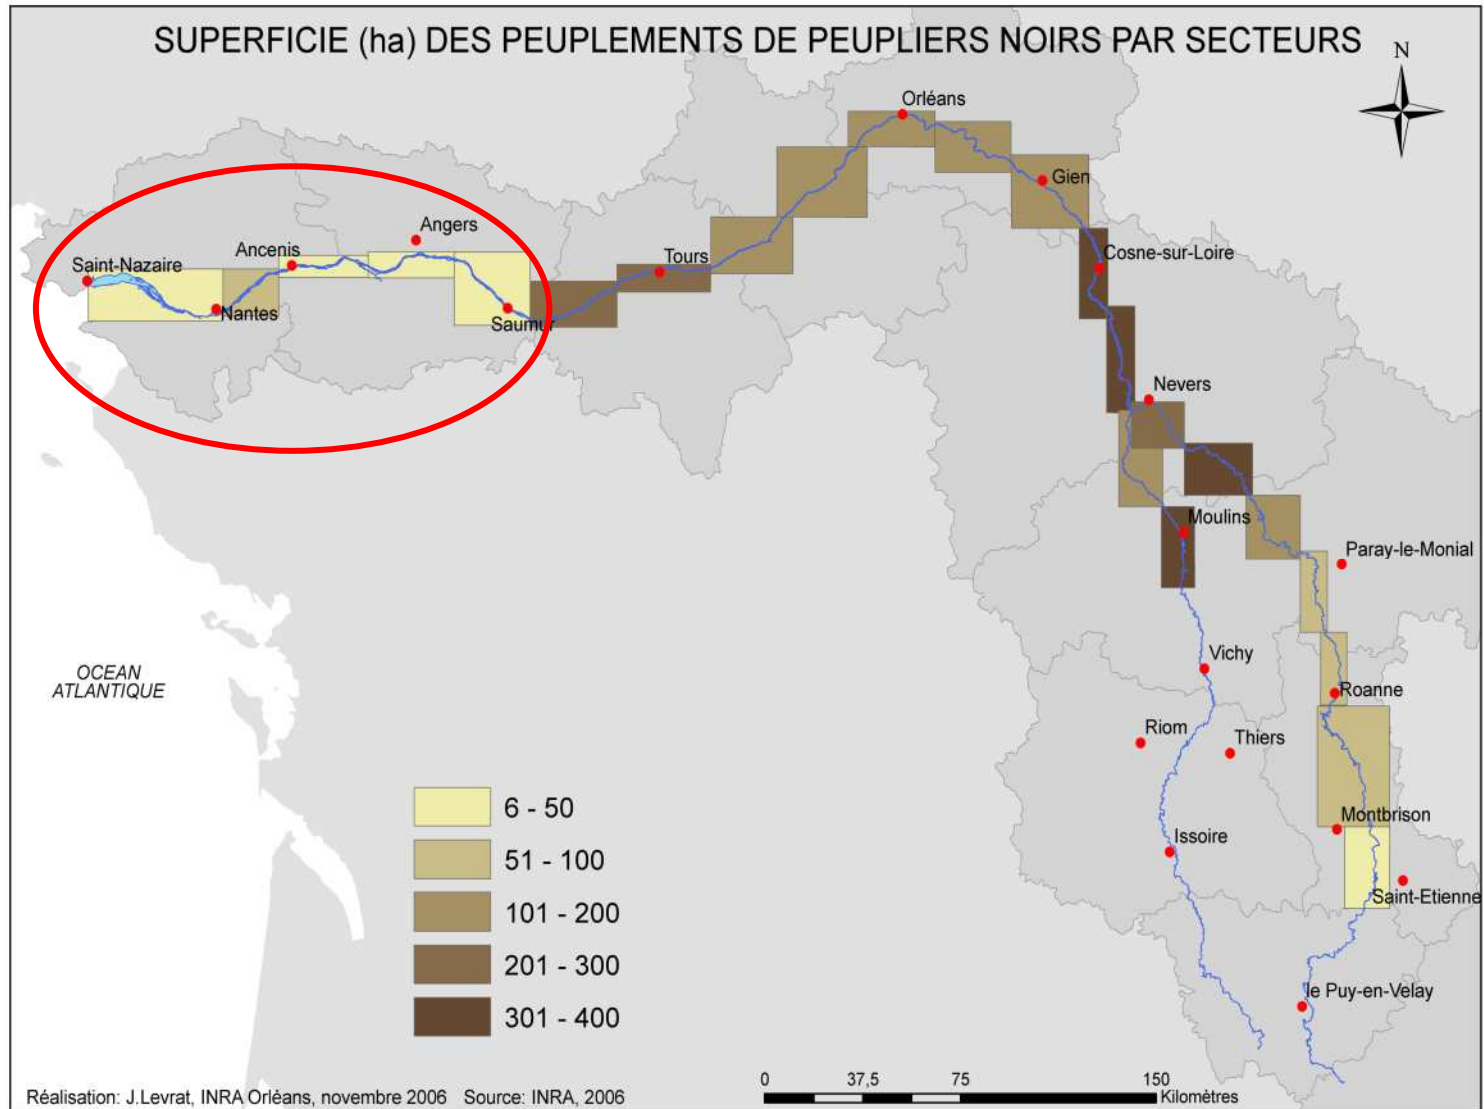 SUPERFICIE (ha) DES PEUPLEMENTS DE PEUPLIERS NOIRS PAR SECTEURS
N
Orléans
Gien
Angers
Ancenis
Saint-Nazaire
Tours
Cosne-sur-Loire
Nantes
Saumur
Nevers
Moulins
Paray-le-Monial
OCEAN
ATLANTIQUE
Vichy
Roanne
Riom
Thiers
6 - 50
Montbrison
51 - 100
Issoire
Saint-Etienne
101 - 200
201 - 300
le Puy-en-Velay
301 - 400
0 37,5 75 150
Kilomètres
Réalisation: J.Levrat, INRA Orléans, novembre 2006 Source: INRA, 2006